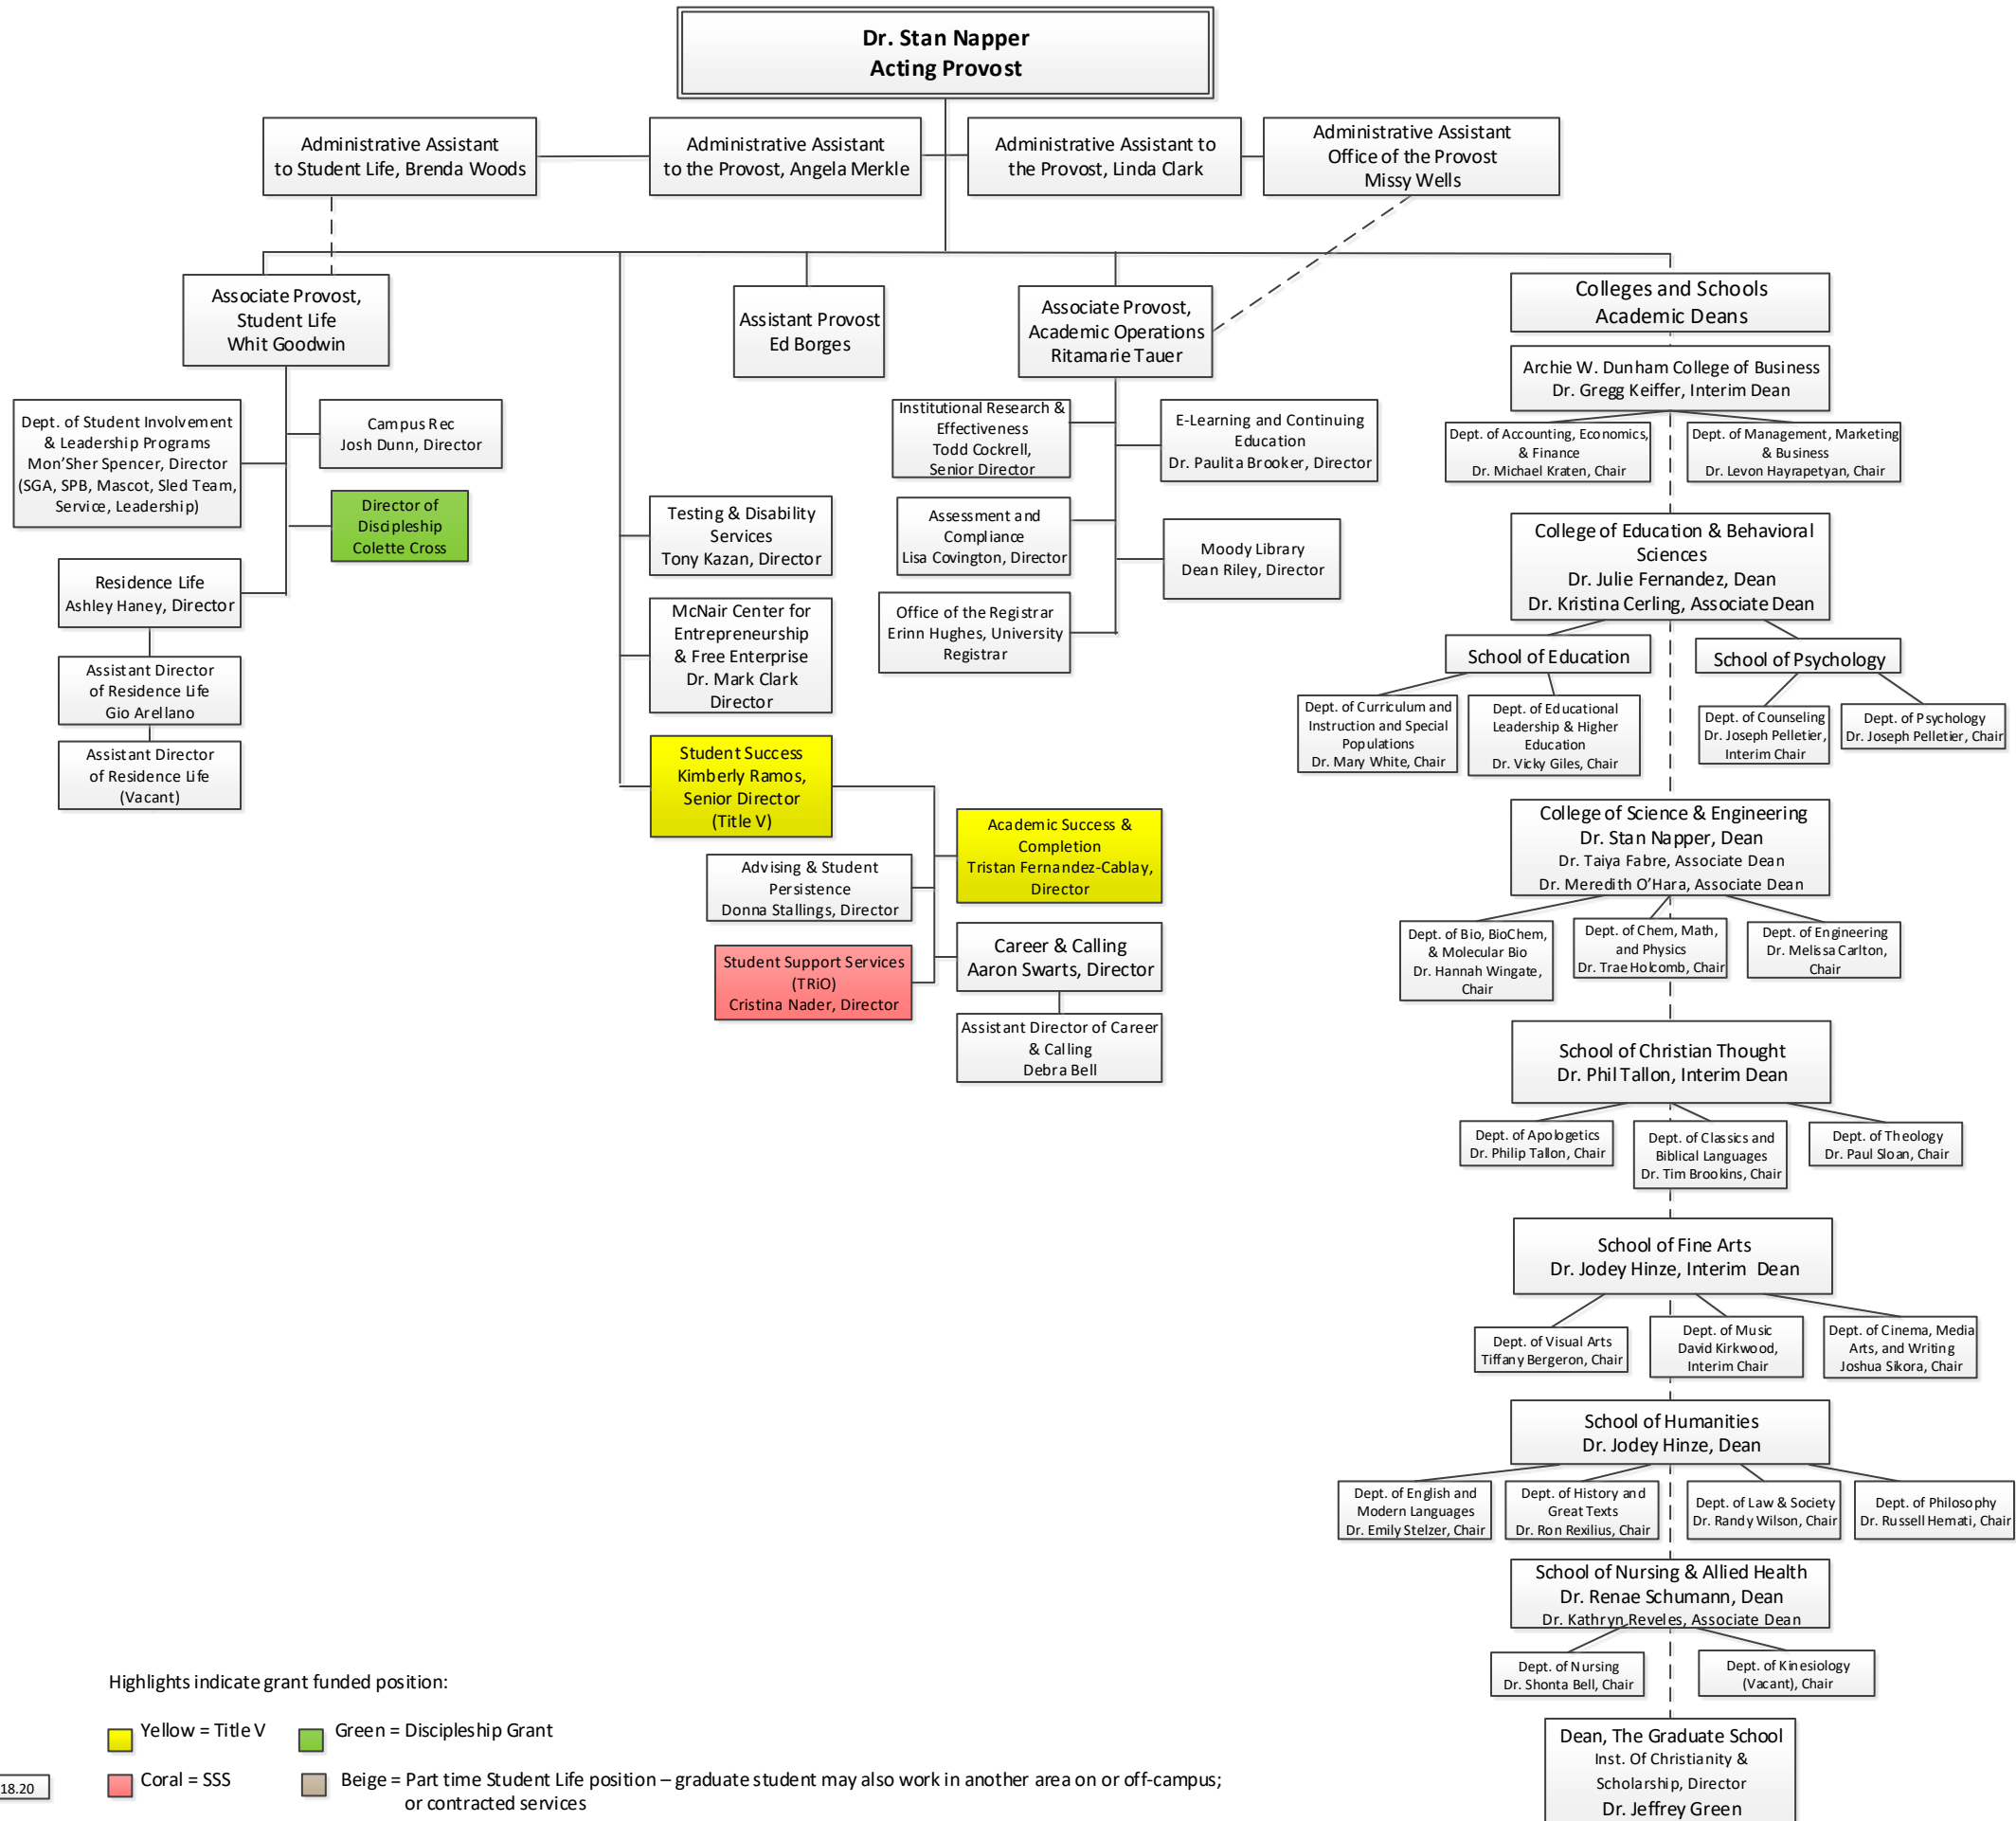 Dr. Stan Napper
Acting Provost
Administrative Assistant
to Student Life, Brenda Woods
Administrative Assistant
to the Provost, Angela Merkle
Administrative Assistant to
the Provost, Linda Clark
Administrative Assistant
Office of the Provost
Missy Wells
Associate Provost,
Student Life
Whit Goodwin
Dept. of Student Involvement
& Leadership Programs
Mon’Sher Spencer, Director
(SGA, SPB, Mascot, Sled Team,
Service, Leadership)
Campus Rec
Josh Dunn, Director
Director of
Discipleship
Colette Cross
Residence Life
Ashley Haney, Director
Assistant Director
of Residence Life
Gio Arellano
Assistant Director
of Residence Life
(Vacant)
Testing & Disability
Services
Tony Kazan, Director
McNair Center for
Entrepreneurship
& Free Enterprise
Dr. Mark Clark
Director
Student Success
Kimberly Ramos,
Senior Director
(Title V)
Academic Success &
Completion
Tristan Fernandez-Cablay,
Director
Advising & Student
Persistence
Donna Stallings, Director
Career & Calling
Aaron Swarts, Director
Student Support Services
(TRiO)
Cristina Nader, Director
Assistant Director of Career
& Calling
Debra Bell
Assistant Provost
Ed Borges
Associate Provost,
Academic Operations
Ritamarie Tauer
Institutional Research &
Effectiveness
Todd Cockrell,
Senior Director
E-Learning and Continuing
Education
Dr. Paulita Brooker, Director
Assessment and
Compliance
Lisa Covington, Director
Moody Library
Dean Riley, Director
Office of the Registrar
Erinn Hughes, University
Registrar
Colleges and Schools
Academic Deans
Archie W. Dunham College of Business
Dr. Gregg Keiffer, Interim Dean
Dept. of Accounting, Economics,
& Finance
Dr. Michael Kraten, Chair
Dept. of Management, Marketing
& Business
Dr. Levon Hayrapetyan, Chair
College of Education & Behavioral
Sciences
Dr. Julie Fernandez, Dean
Dr. Kristina Cerling, Associate Dean
School of Education
School of Psychology
Dept. of Curriculum and
Instruction and Special
Populations
Dr. Mary White, Chair
Dept. of Educational
Leadership & Higher
Education
Dr. Vicky Giles, Chair
Dept. of Counseling
Dr. Joseph Pelletier,
Interim Chair
Dept. of Psychology
Dr. Joseph Pelletier, Chair
College of Science & Engineering
Dr. Stan Napper, Dean
Dr. Taiya Fabre, Associate Dean
Dr. Meredith O’Hara, Associate Dean
Dept. of Bio, BioChem,
& Molecular Bio
Dr. Hannah Wingate,
Chair
Dept. of Chem, Math,
and Physics
Dr. Trae Holcomb, Chair
Dept. of Engineering
Dr. Melissa Carlton,
Chair
School of Christian Thought
Dr. Phil Tallon, Interim Dean
Dept. of Apologetics
Dr. Philip Tallon, Chair
Dept. of Classics and
Biblical Languages
Dr. Tim Brookins, Chair
Dept. of Theology
Dr. Paul Sloan, Chair
School of Fine Arts
Dr. Jodey Hinze, Interim Dean
Dept. of Visual Arts
Tiffany Bergeron, Chair
Dept. of Music
David Kirkwood,
Interim Chair
Dept. of Cinema, Media
Arts, and Writing
Joshua Sikora, Chair
School of Humanities
Dr. Jodey Hinze, Dean
Dept. of English and
Modern Languages
Dr. Emily Stelzer, Chair
Dept. of History and
Great Texts
Dr. Ron Rexilius, Chair
Dept. of Law & Society
Dr. Randy Wilson, Chair
Dept. of Philosophy
Dr. Russell Hemati, Chair
School of Nursing & Allied Health
Dr. Renae Schumann, Dean
Dr. Kathryn Reveles, Associate Dean
Dept. of Nursing
Dr. Shonta Bell, Chair
Dept. of Kinesiology
(Vacant), Chair
Dean, The Graduate School
Inst. Of Christianity &
Scholarship, Director
Dr. Jeffrey Green
Highlights indicate grant funded position:
Yellow = Title V
Green = Discipleship Grant
Coral = SSS
Beige = Part time Student Life position – graduate student may also work in another area on or off-campus;
or contracted services
18.20